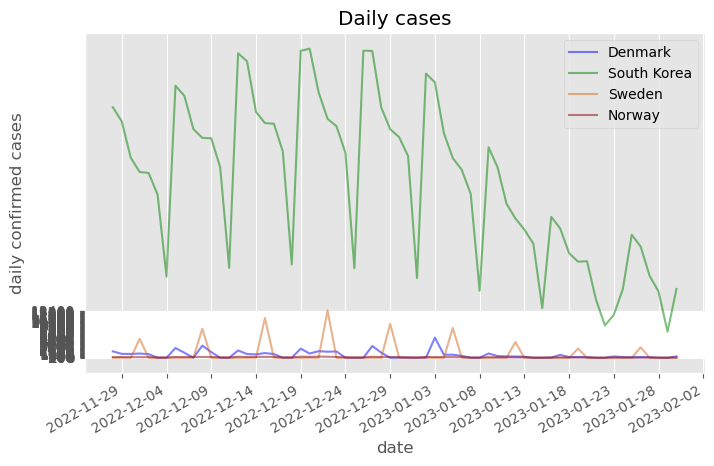 Daily cases
Denmark
South Korea
Sweden
Norway
daily confirmed cases
2022-11-29
2022-12-04
2022-12-09
2022-12-14
2022-12-19
2022-12-24
2022-12-29
2023-01-03
2023-01-08
2023-01-13
2023-01-18
2023-01-23
2023-01-28
2023-02-02
date